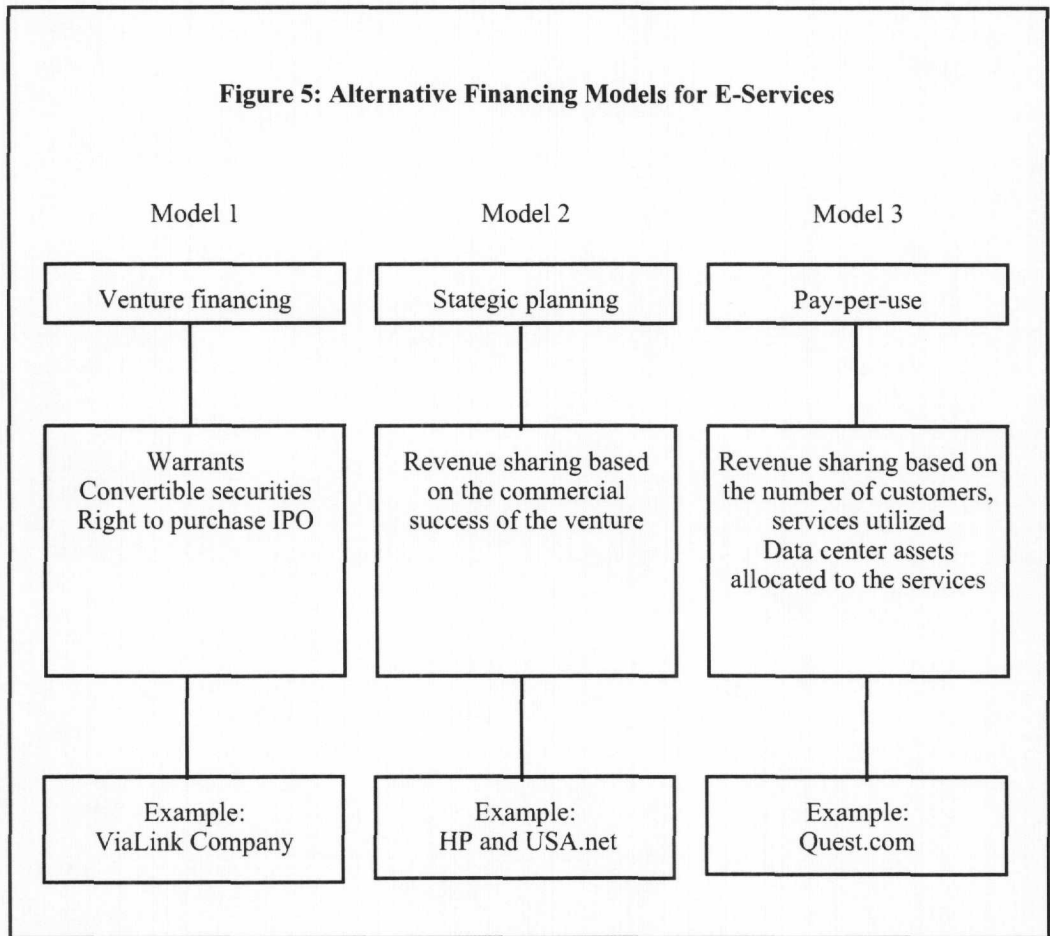 Figure 5: Alternative Financing Models for E-Services
Model 1
Model 2
Model 3
Venture financing
Stategic planning
Pay-per-use
Warrants
Convertible securities
Right to purchase IPO
Revenue sharing based
on the commercial
success of the venture
Revenue sharing based on
the number of customers,
services utilized
Data center assets
allocated to the services
Example:
ViaLink Company
Example:
HP and USA.net
Example:
Quest.com